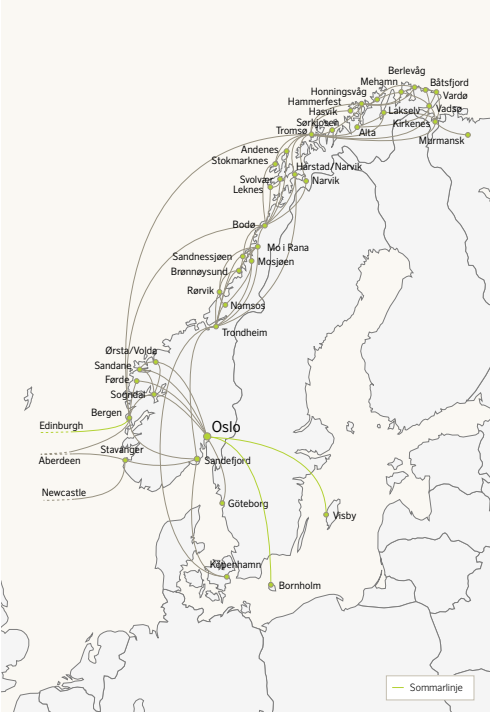 Berlevåg
Mehamn
Båtsfjord
Honningsvåg
Vardø
Hammerfest
Hasvik
Lakselv
Vadsø
Sørkjosen
Kirkenes
Tromsø
Alta
Murmansk
Andenes
Stokmarknes
Harstad/Narvik
Svolvær
Narvik
Leknes
Bodø
Mo i Rana
Sandnessjøen
Mosjøen
Brønnøysund
Rørvik
Namsos
Trondheim
Ørsta/Volda
Sandane
Førde
Sogndal
Bergen
Edinburgh
Oslo
Stavanger
Aberdeen
Sandefjord
Newcastle
Göteborg
Visby
København
Bornholm
Sommarlinje